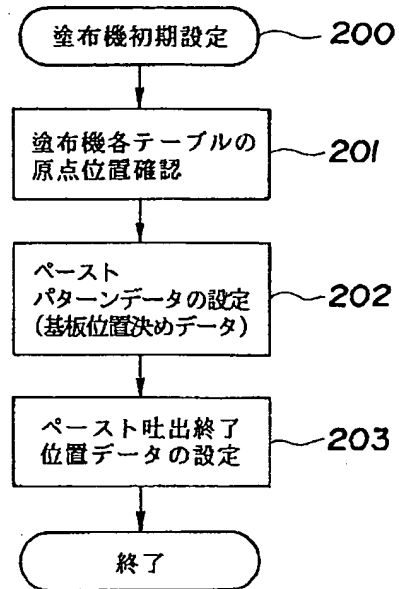 塗布機初期設定
200
塗布機各テーブルの
原点位置確認
201
ペースト
パターンデータの設定
(基板位置決めデータ)
202
ペースト吐出終了
位置データの設定
203
終了